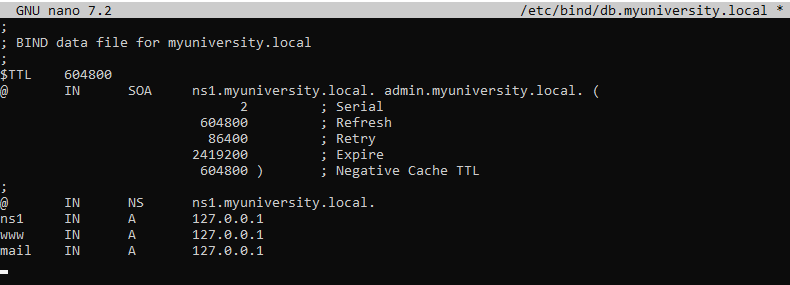 GNU nano 7.2 /etc/bind/db.myuniversity.local *
;
; BIND data file for myuniversity.local
;
$TTL 604800
@ IN SOA ns1.myuniversity.local. admin.myuniversity.local. (
2 ; Serial
604800 ; Refresh
86400 ; Retry
2419200 ; Expire
604800 ) ; Negative Cache TTL
;
@ IN NS ns1.myuniversity.local.
ns1 IN A 127.0.0.1
www IN A 127.0.0.1
mail IN A 127.0.0.1